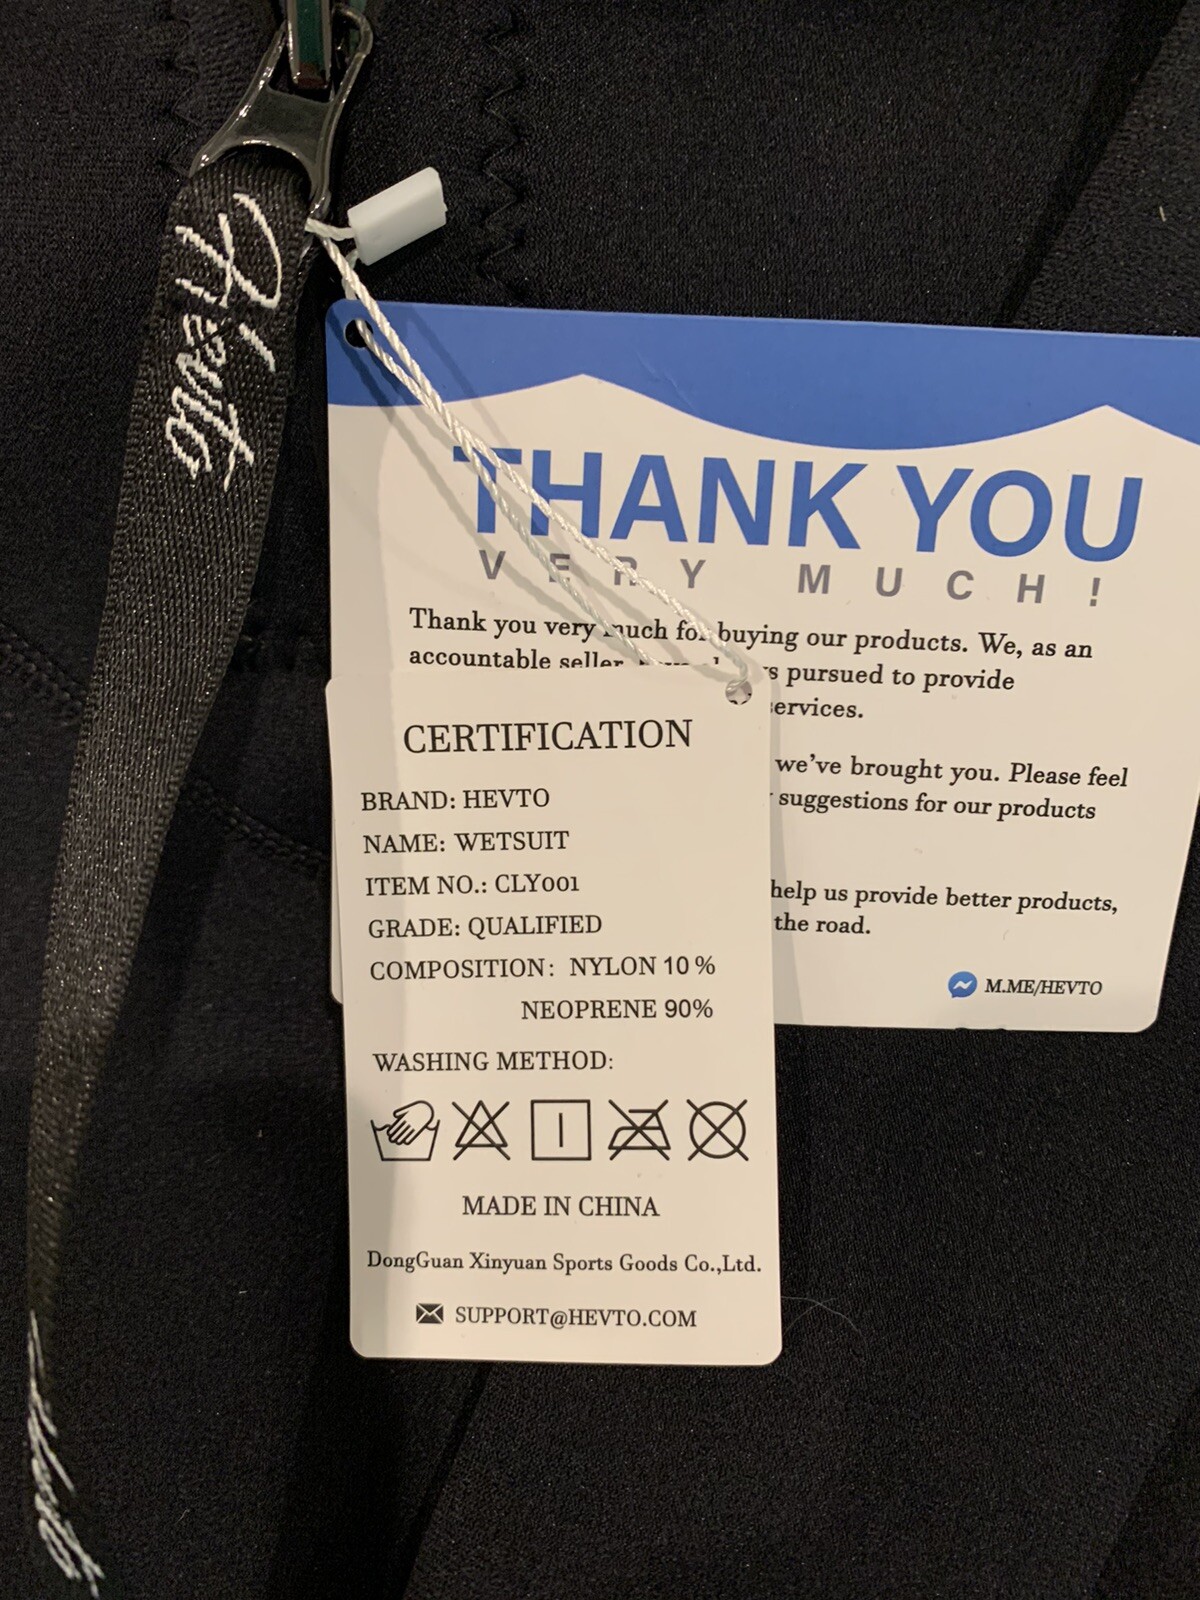 Hevto
THANK YOU
VERY MUCH!
Thank you very much for buying our products. We, as an
accountable seller, pursued to provide
services.
we've brought you. Please feel
suggestions for our products
help us provide better products,
the road.
M.ME/HEVTO
CERTIFICATION
BRAND: HEVTO
NAME: WETSUIT
ITEM NO.: CLY001
GRADE: QUALIFIED
COMPOSITION: NYLON 10%
NEOPRENE 90%
WASHING METHOD:
MADE IN CHINA
DongGuan Xinyuan Sports Goods Co.,Ltd.
SUPPORT@HEVTO.COM